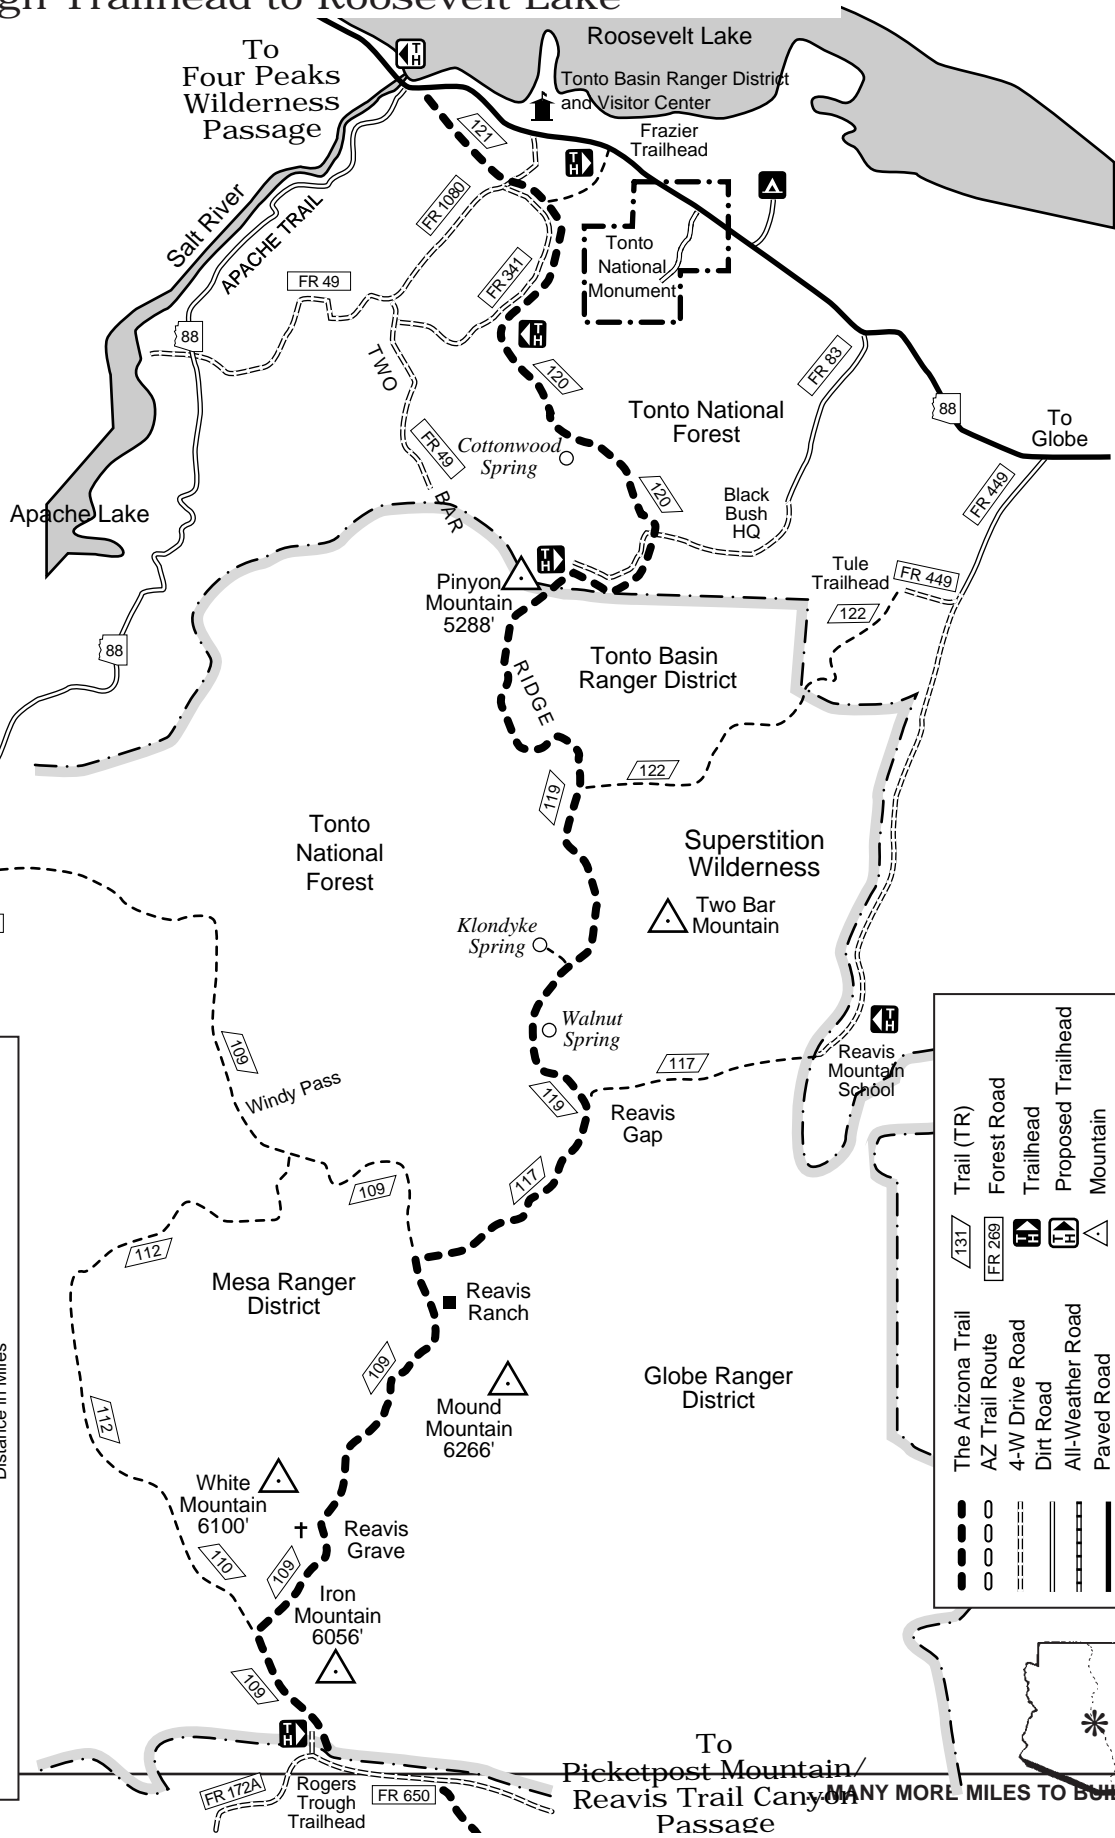 gh Trailhead to Roosevelt Lake
To
Four Peaks
Wilderness
Passage
TH
Roosevelt Lake
Tonto Basin Ranger District
and Visitor Center
Frazier
Trailhead
121
TH
FR 1080
Salt River
APACHE TRAIL
FR 49
FR 341
Tonto
National
Monument
88
TH
TWO
120
FR 83
Tonto National
Forest
88
To
Globe
FR 49
Cottonwood
Spring
120
FR 449
Black
Bush
HQ
BAR
Apache Lake
TH
Pinyon
Mountain
5288'
Tule
Trailhead
FR 449
122
88
RIDGE
Tonto Basin
Ranger District
122
119
Tonto
National
Forest
Superstition
Wilderness
Two Bar
Mountain
Klondyke
Spring
Walnut
Spring
TH
Reavis
Mountain
School
109
Windy Pass
117
119
Reavis
Gap
117
109
112
Mesa Ranger
District
Reavis
Ranch
109
Globe Ranger
District
Mound
Mountain
6266'
112
White
Mountain
6100'
Reavis
Grave
110
109
Iron
Mountain
6056'
109
TH
FR 172A
Rogers
Trough
Trailhead
FR 650
To
Picketpost Mountain/
Reavis Trail Canyon
Passage
...MANY MORE MILES TO BUI
Distance in Miles
131
Trail (TR)
FR 269
Forest Road
TH
Trailhead
TH
Proposed Trailhead
Mountain
The Arizona Trail
AZ Trail Route
4-W Drive Road
Dirt Road
All-Weather Road
Paved Road